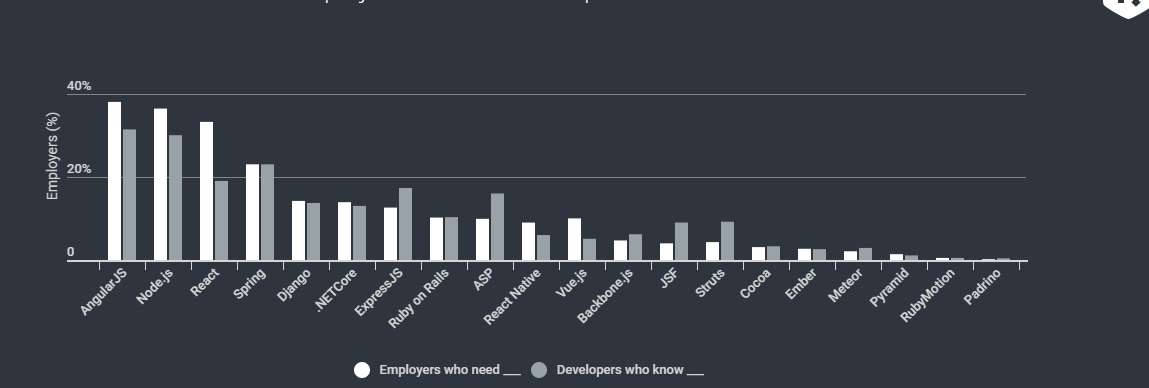 40%
20%
0
Employers (%)
AngularJS
Node.js
React
Spring
Django
.NETCore
ExpressJS
Ruby on Rails
ASP
React Native
Vue.js
Backbone.js
JSF
Struts
Cocoa
Ember
Meteor
Pyramid
RubyMotion
Padrino
Employers who need ___ Developers who know ___